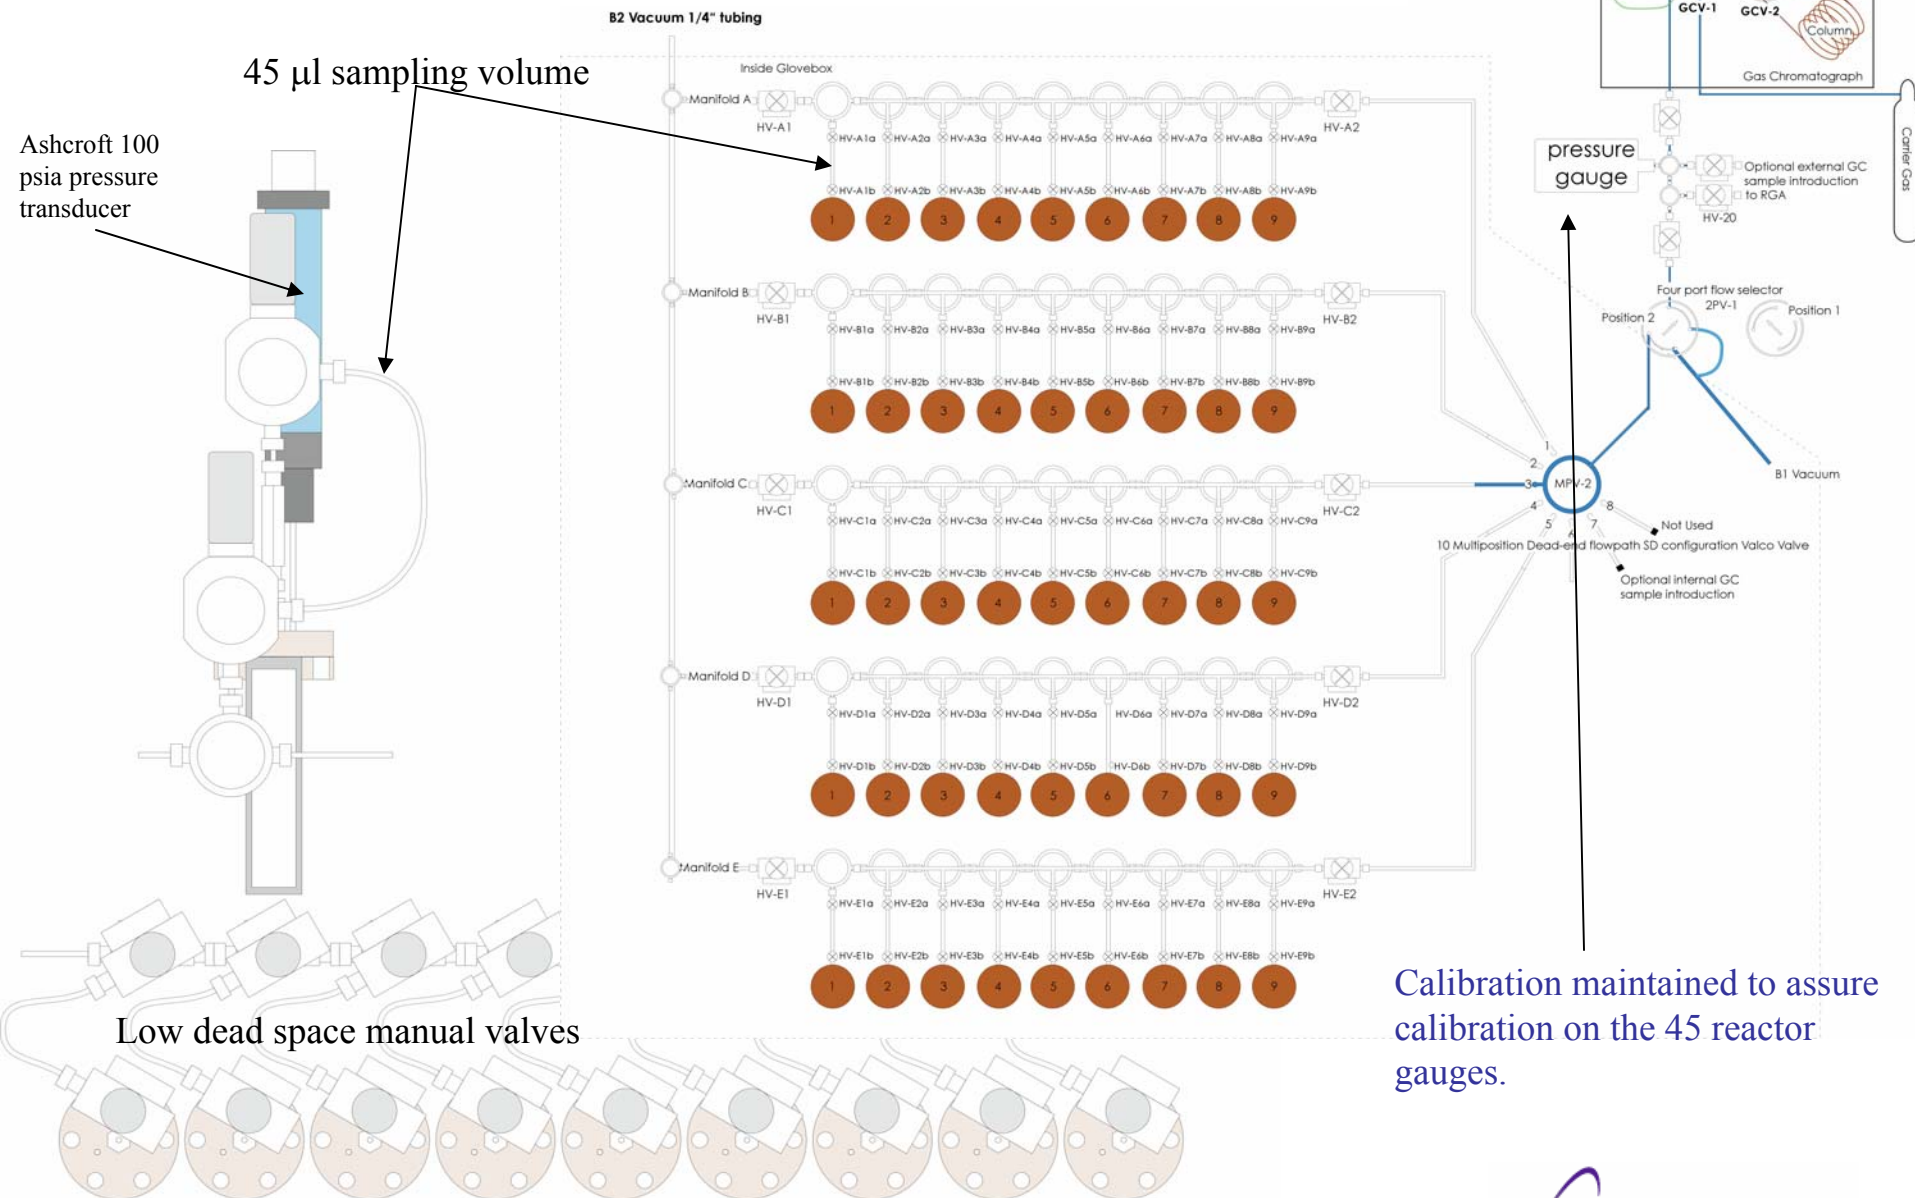 B2 Vacuum 1/4" tubing
45 μl sampling volume
Ashcroft 100
psia pressure
transducer
Inside Glovebox
Manifold A
HV-A1
HV-A2
HV-A1a HV-A2a HV-A3a HV-A4a HV-A5a HV-A6a HV-A7a HV-A8a HV-A9a
HV-A1b HV-A2b HV-A3b HV-A4b HV-A5b HV-A6b HV-A7b HV-A8b HV-A9b
1 2 3 4 5 6 7 8 9
Manifold B
HV-B1
HV-B2
HV-B1a HV-B2a HV-B3a HV-B4a HV-B5a HV-B6a HV-B7a HV-B8a HV-B9a
HV-B1b HV-B2b HV-B3b HV-B4b HV-B5b HV-B6b HV-B7b HV-B8b HV-B9b
1 2 3 4 5 6 7 8 9
Manifold C
HV-C1
HV-C2
HV-C1a HV-C2a HV-C3a HV-C4a HV-C5a HV-C6a HV-C7a HV-C8a HV-C9a
HV-C1b HV-C2b HV-C3b HV-C4b HV-C5b HV-C6b HV-C7b HV-C8b HV-C9b
1 2 3 4 5 6 7 8 9
Manifold D
HV-D1
HV-D2
HV-D1a HV-D2a HV-D3a HV-D4a HV-D5a HV-D6a HV-D7a HV-D8a HV-D9a
HV-D1b HV-D2b HV-D3b HV-D4b HV-D5b HV-D6b HV-D7b HV-D8b HV-D9b
1 2 3 4 5 6 7 8 9
Manifold E
HV-E1
HV-E2
HV-E1a HV-E2a HV-E3a HV-E4a HV-E5a HV-E6a HV-E7a HV-E8a HV-E9a
HV-E1b HV-E2b HV-E3b HV-E4b HV-E5b HV-E6b HV-E7b HV-E8b HV-E9b
1 2 3 4 5 6 7 8 9
GCV-1
GCV-2
Column
Gas Chromatograph
Carrier Gas
pressure
gauge
Optional external GC
sample introduction
to RGA
HV-20
Four port flow selector
2PV-1
Position 2
Position 1
B1 Vacuum
1
2
3
MPV-2
4
5
7
8
Not Used
10 Multiposition Dead-end flowpath SD configuration Valco Valve
Optional internal GC
sample introduction
Low dead space manual valves
Calibration maintained to assure
calibration on the 45 reactor
gauges.